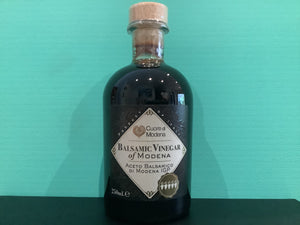 Cuore di
Modena
BALSAMIC VINEGAR
of MODENA
ACETO BALSAMICO
DI MODENA IGP
250mL e